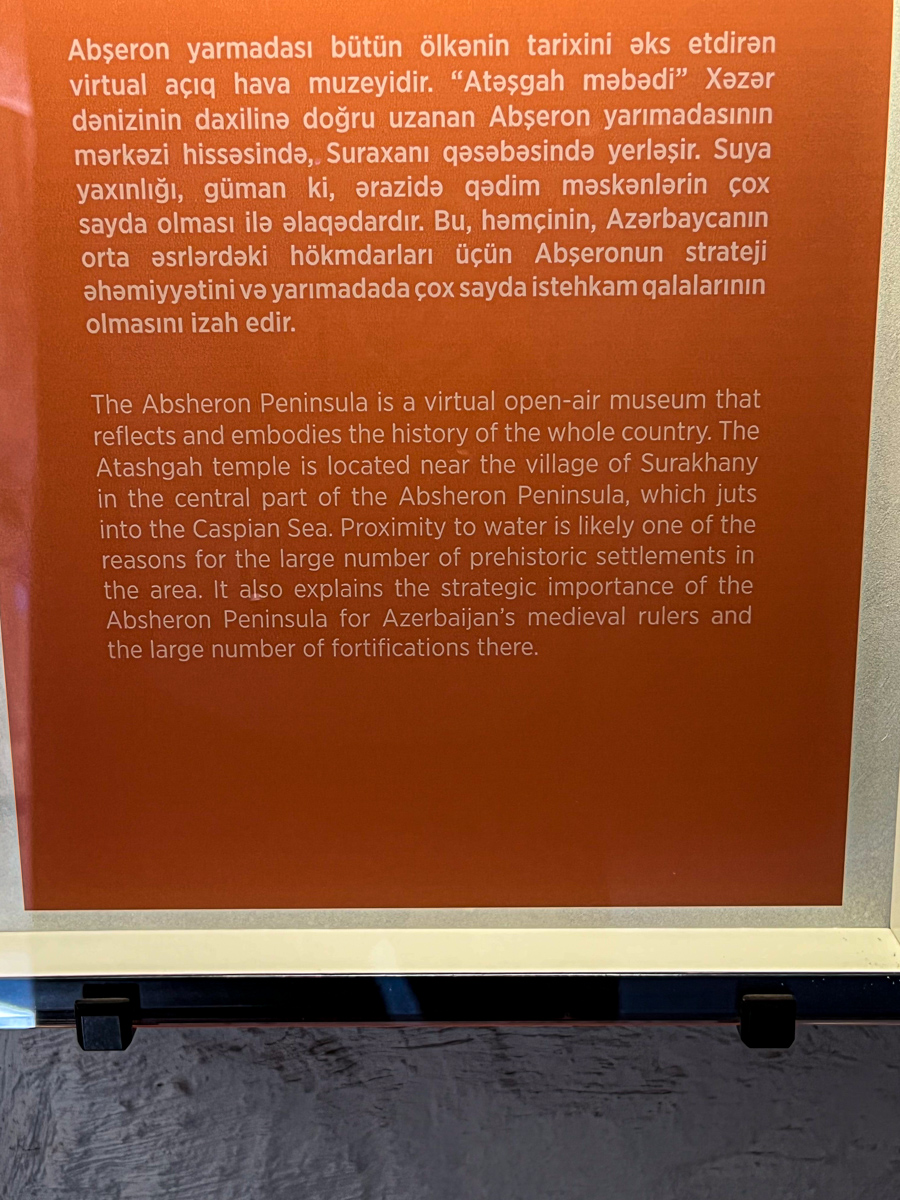 Abşeron yarmadası bütün ölkənin tarixini əks etdirən
virtual açıq hava muzeyidir. “Atəşgah məbədi” Xəzər
dənizinin daxilinə doğru uzanan Abşeron yarımadasının
mərkəzi hissəsində, Suraxanı qəsəbəsində yerləşir. Suya
yaxınlığı, güman ki, ərazidə qədim məskənlərin çox
sayda olması ilə əlaqədardır. Bu, həmçinin, Azərbaycanın
orta əsrlərdəki hökmdarları üçün Abşeronun strateji
əhəmiyyətini və yarımadada çox sayda istehkam qalalarının
olmasını izah edir.
The Absheron Peninsula is a virtual open-air museum that
reflects and embodies the history of the whole country. The
Atashgah temple is located near the village of Surakhany
in the central part of the Absheron Peninsula, which juts
into the Caspian Sea. Proximity to water is likely one of the
reasons for the large number of prehistoric settlements in
the area. It also explains the strategic importance of the
Absheron Peninsula for Azerbaijan’s medieval rulers and
the large number of fortifications there.